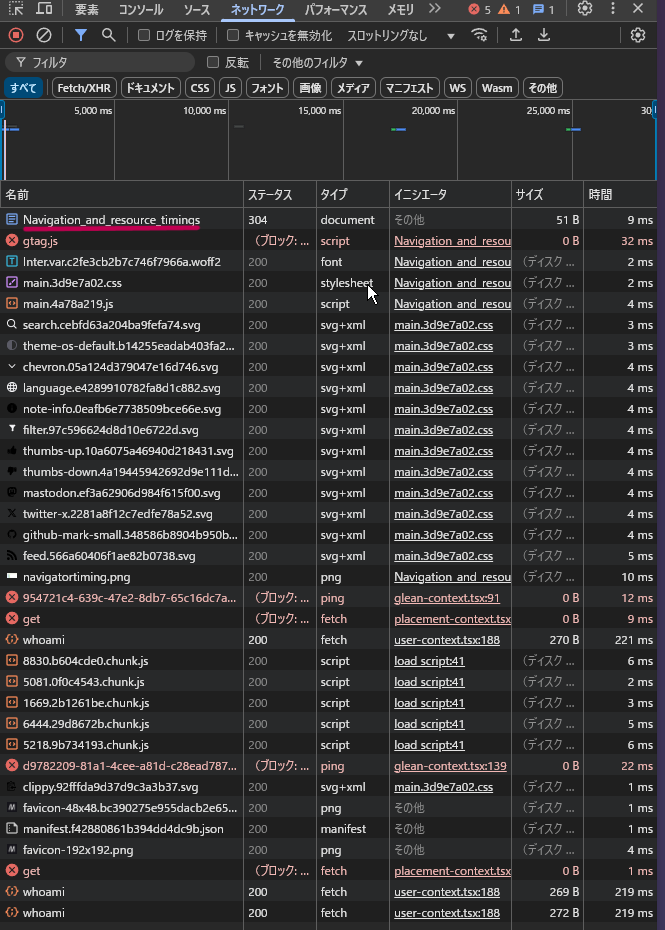 要素 コンソール ソース ネットワーク パフォーマンス メモリ 5 1 1
ログを保持 キャッシュを無効化 スロットリングなし
フィルタ 反転 その他のフィルタ
すべて Fetch/XHR ドキュメント CSS JS フォント 画像 メディア マニフェスト WS Wasm その他
5,000 ms 10,000 ms 15,000 ms 20,000 ms 25,000 ms 30
名前 ステータス タイプ イニシエータ サイズ 時間
Navigation_and_resource_timings 304 document その他 51 B 9 ms
gtag.js （ブロック: ... script Navigation and resou 0 B 32 ms
Inter.var.c2fe3cb2b7c746f7966a.woff2 200 font Navigation and resou （ディスク ... 2 ms
main.3d9e7a02.css 200 stylesheet Navigation and resou （ディスク ... 2 ms
main.4a78a219.js 200 script Navigation and resou （ディスク ... 4 ms
search.cebfd63a204ba9fefa74.svg 200 svg+xml main.3d9e7a02.css （ディスク ... 3 ms
theme-os-default.b14255eadab403fa2... 200 svg+xml main.3d9e7a02.css （ディスク ... 3 ms
chevron.05a124d379047e16d746.svg 200 svg+xml main.3d9e7a02.css （ディスク ... 4 ms
language.e4289910782fa8d1c882.svg 200 svg+xml main.3d9e7a02.css （ディスク ... 4 ms
note-info.0eafb6e7738509bce66e.svg 200 svg+xml main.3d9e7a02.css （ディスク ... 4 ms
filter.97c596624d8d10e6722d.svg 200 svg+xml main.3d9e7a02.css （ディスク ... 4 ms
thumbs-up.10a6075a46940d218431.svg 200 svg+xml main.3d9e7a02.css （ディスク ... 4 ms
thumbs-down.4a19445942692d9e111d... 200 svg+xml main.3d9e7a02.css （ディスク ... 4 ms
mastodon.ef3a62906d984f615f00.svg 200 svg+xml main.3d9e7a02.css （ディスク ... 4 ms
twitter-x.2281a8f12c7edfe78a52.svg 200 svg+xml main.3d9e7a02.css （ディスク ... 4 ms
github-mark-small.348586b8904b950b... 200 svg+xml main.3d9e7a02.css （ディスク ... 4 ms
feed.566a60406f1ae82b0738.svg 200 svg+xml main.3d9e7a02.css （ディスク ... 5 ms
navigatortiming.png 200 png Navigation and resou （ディスク ... 10 ms
954721c4-639c-47e2-8db7-65c16dc7a... （ブロック: ... ping glean-context.tsx:91 0 B 12 ms
get （ブロック: ... fetch placement-context.tsx 0 B 9 ms
whoami 200 fetch user-context.tsx:188 270 B 221 ms
8830.b604cde0.chunk.js 200 script load script:41 （ディスク ... 6 ms
5081.0f0c4543.chunk.js 200 script load script:41 （ディスク ... 2 ms
1669.2b1261be.chunk.js 200 script load script:41 （ディスク ... 3 ms
6444.29d8672b.chunk.js 200 script load script:41 （ディスク ... 5 ms
5218.9b734193.chunk.js 200 script load script:41 （ディスク ... 6 ms
d9782209-81a1-4cee-a81d-c28ead787... （ブロック: ... ping glean-context.tsx:139 0 B 22 ms
clippy.92fffda9d37d9c3a3b37.svg 200 svg+xml main.3d9e7a02.css （ディスク ... 1 ms
favicon-48x48.bc390275e955dacb2e65... 200 png その他 （ディスク ... 1 ms
manifest.f42880861b394dd4dc9b.json 200 manifest その他 （ディスク ... 1 ms
favicon-192x192.png 200 png その他 （ディスク ... 4 ms
get （ブロック: ... fetch placement-context.tsx 0 B 1 ms
whoami 200 fetch user-context.tsx:188 269 B 219 ms
whoami 200 fetch user-context.tsx:188 272 B 219 ms